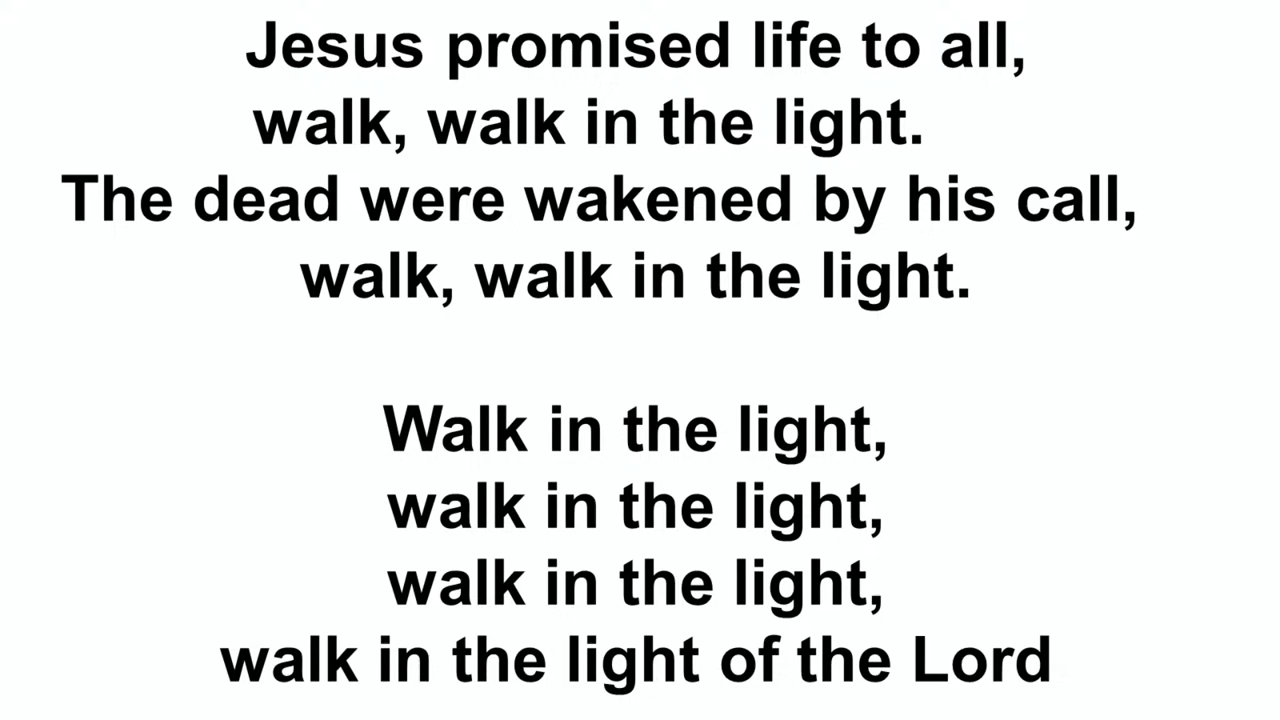 Jesus promised life to all,
walk, walk in the light.
The dead were wakened by his call,
walk, walk in the light.
Walk in the light,
walk in the light,
walk in the light,
walk in the light of the Lord